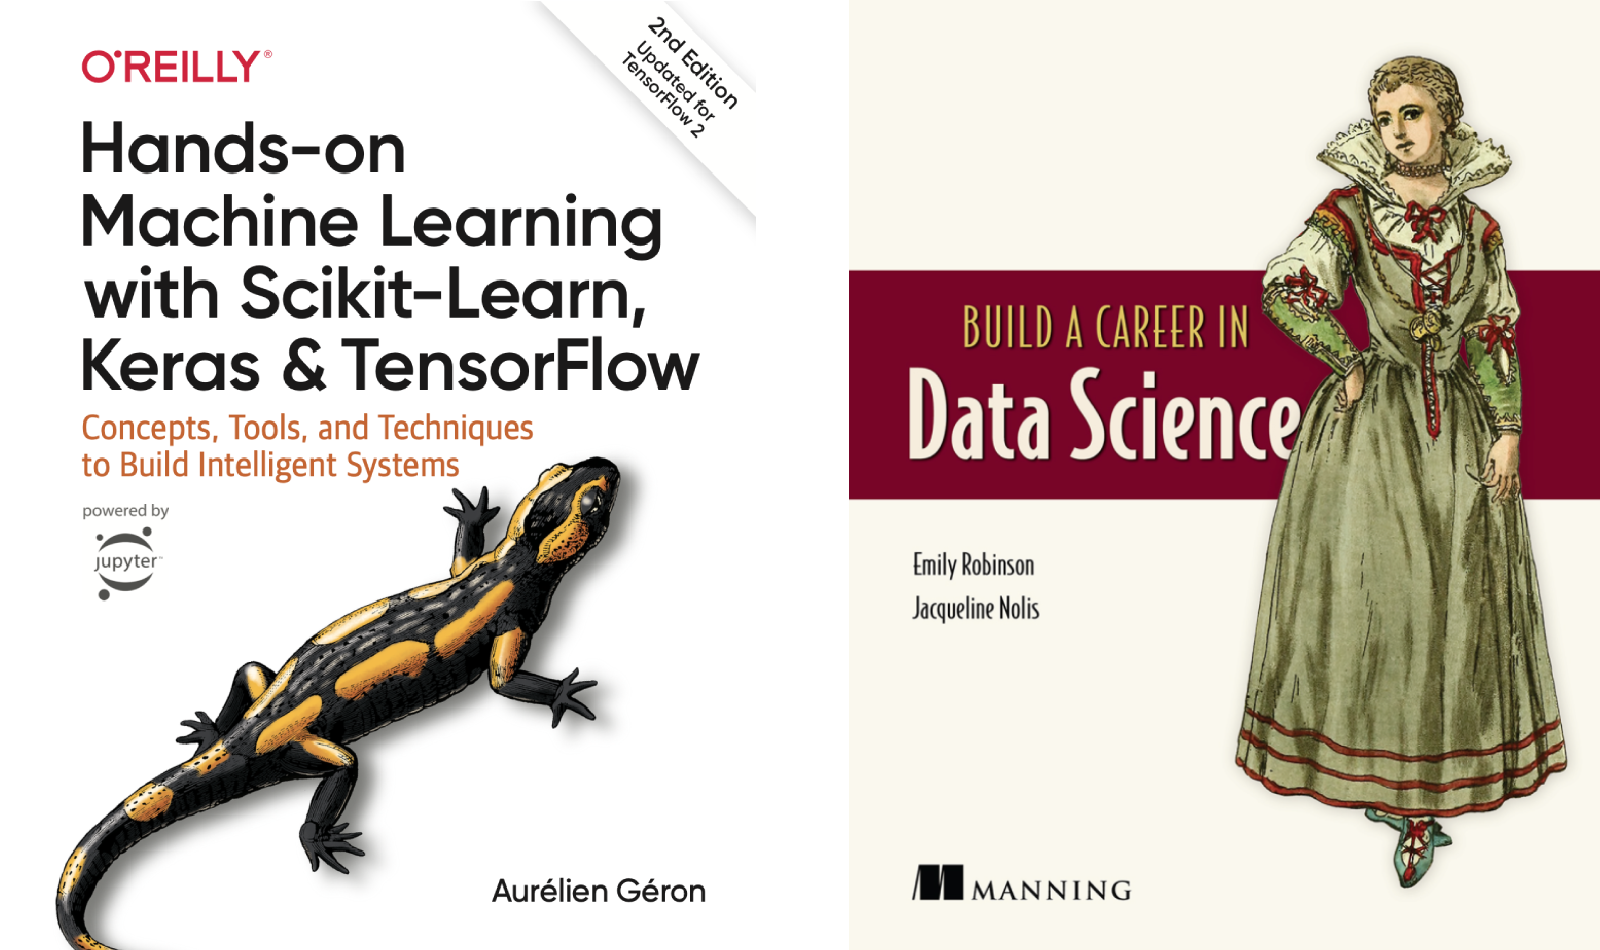 O'REILLY®
2nd Edition
Updated for
TensorFlow 2
Hands-on
Machine Learning
with Scikit-Learn,
Keras & TensorFlow
Concepts, Tools, and Techniques
to Build Intelligent Systems
powered by
jupyter™
Aurélien Géron
BUILD A CAREER IN
Data Science
Emily Robinson
Jacqueline Nolis
MANNING